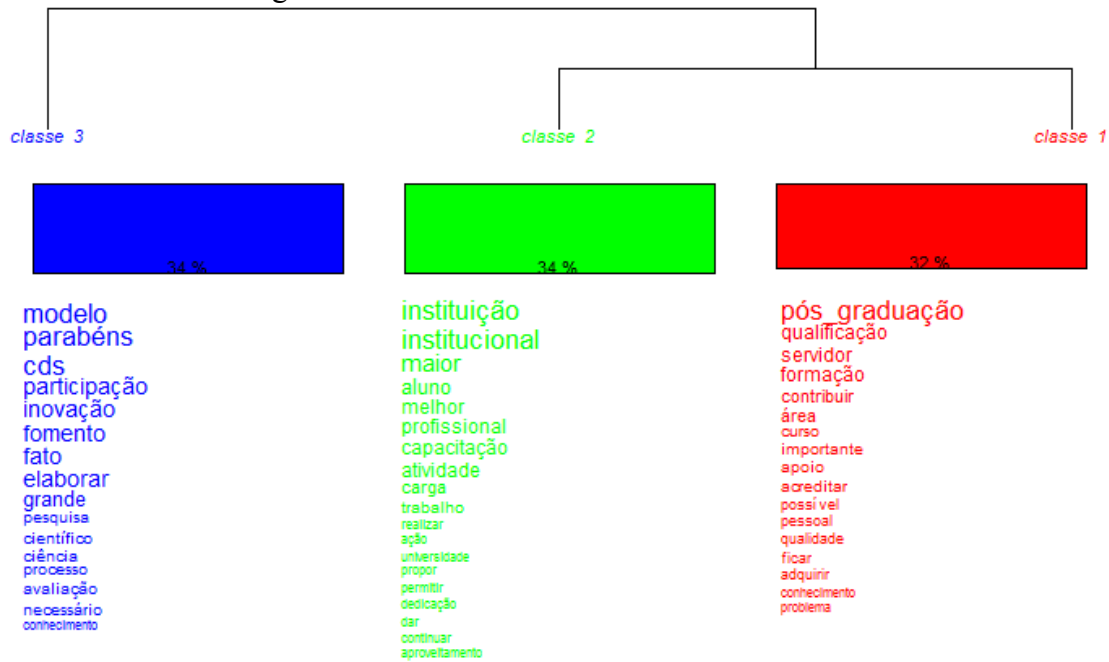 classe 3
classe 2
classe 1
34 %
34 %
32 %
modelo
parabéns
cds
participação
inovação
fomento
fato
elaborar
grande
pesquisa
científico
ciência
processo
avaliação
necessário
conhecimento
instituição
institucional
maior
aluno
melhor
profissional
capacitação
atividade
carga
trabalho
realizar
ação
universidade
propor
permitir
dedicação
dar
continuar
aproveitamento
pós_graduação
qualificação
servidor
formação
contribuir
área
curso
importante
apoio
acreditar
possível
pessoal
qualidade
ficar
adquirir
conhecimento
problema